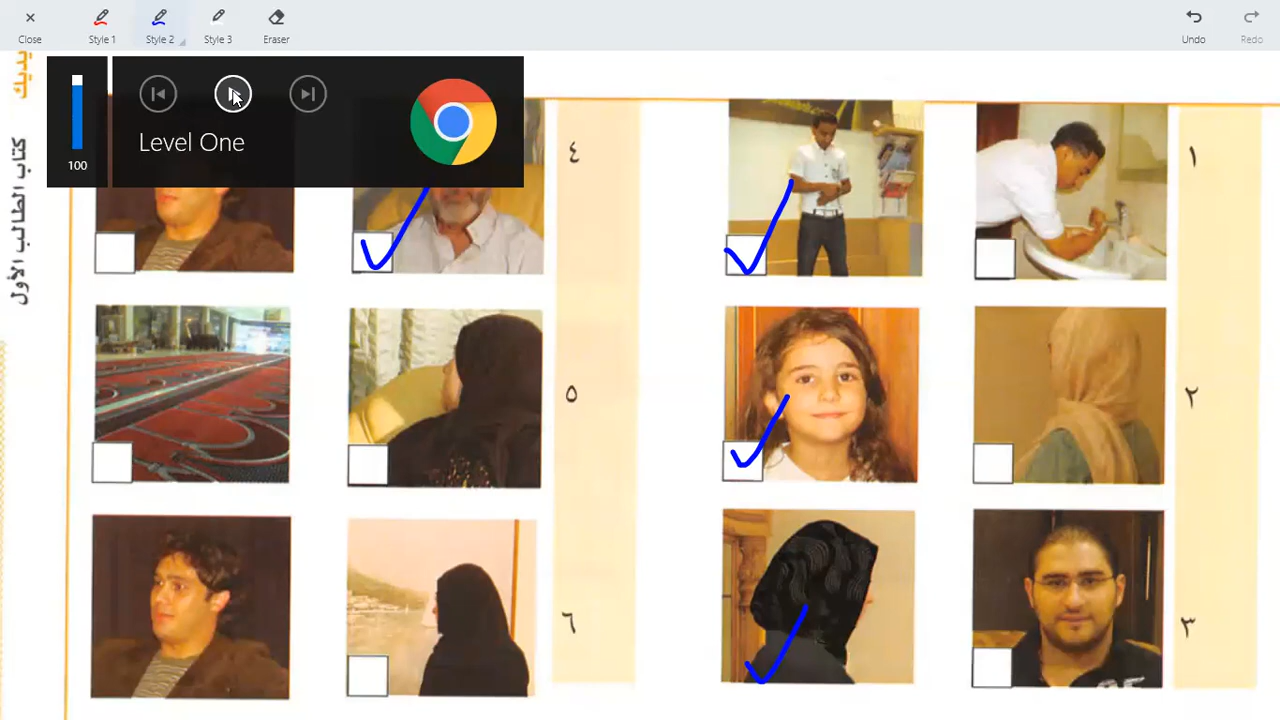 Close
Style 1
Style 2
Style 3
Eraser
Undo
Redo
100
Level One
يديك
كتاب الطالب الأول
١
٢
٣
٤
٥
٦